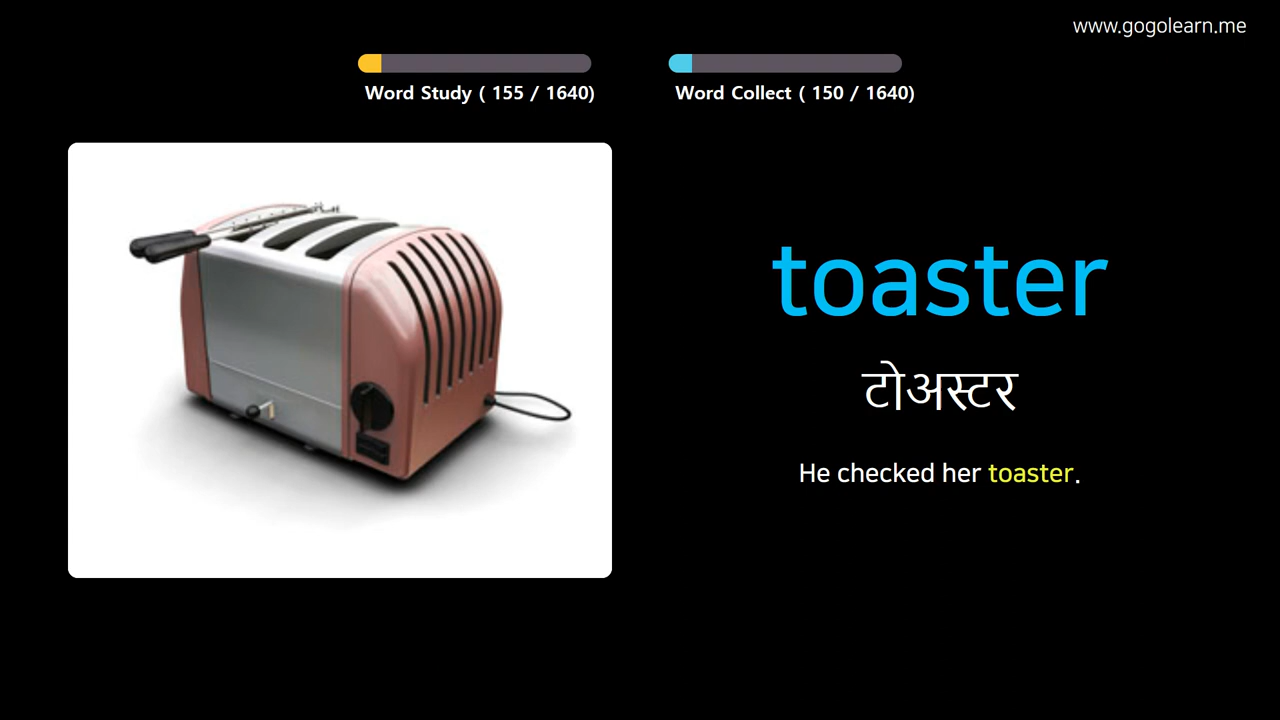 www.gogolearn.me
Word Study ( 155 / 1640)
Word Collect ( 150 / 1640)
toaster
टोअस्टर
He checked her toaster.